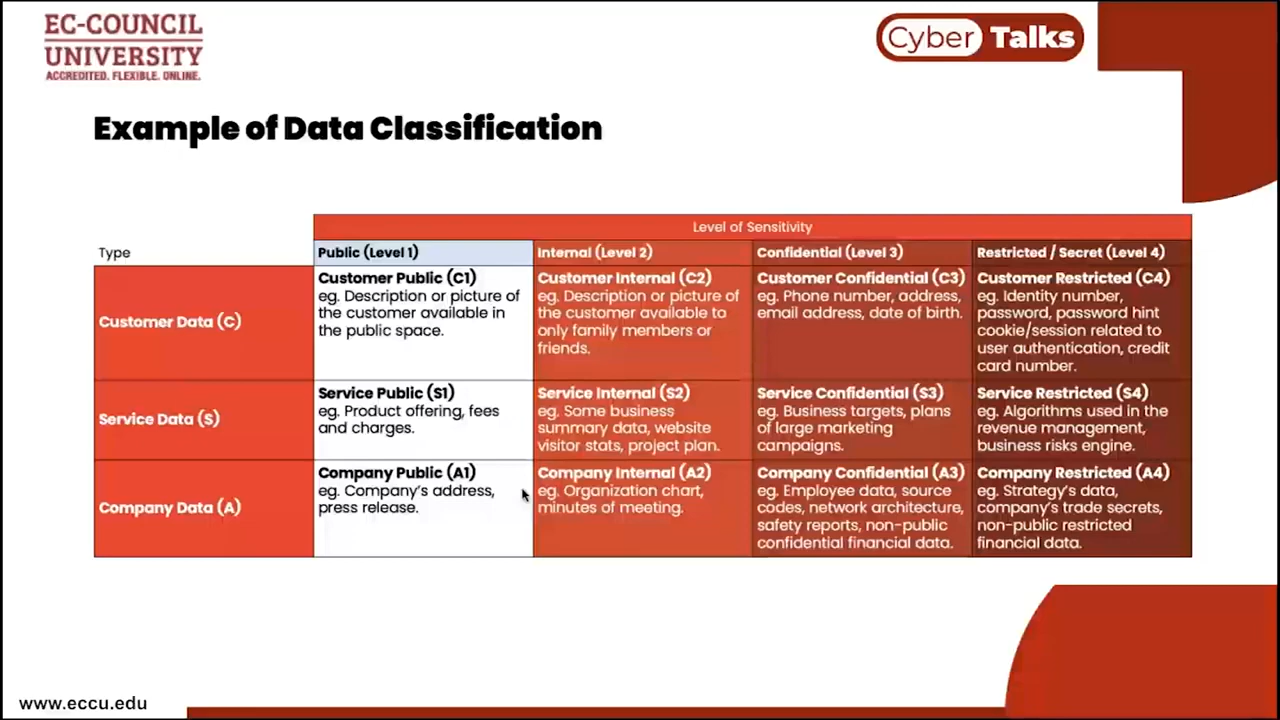 EC-COUNCIL
UNIVERSITY
ACCREDITED. FLEXIBLE. ONLINE.
Cyber Talks
Example of Data Classification
Level of Sensitivity
Type
Public (Level 1)
Internal (Level 2)
Confidential (Level 3)
Restricted / Secret (Level 4)
Customer Data (C)
Customer Public (C1)
eg. Description or picture of
the customer available in
the public space.
Customer Internal (C2)
eg. Description or picture of
the customer available to
only family members or
friends.
Customer Confidential (C3)
eg. Phone number, address,
email address, date of birth.
Customer Restricted (C4)
eg. Identity number,
password, password hint
cookie/session related to
user authentication, credit
card number.
Service Data (S)
Service Public (S1)
eg. Product offering, fees
and charges.
Service Internal (S2)
eg. Some business
summary data, website
visitor stats, project plan.
Service Confidential (S3)
eg. Business targets, plans
of large marketing
campaigns.
Service Restricted (S4)
eg. Algorithms used in the
revenue management,
business risks engine.
Company Data (A)
Company Public (A1)
eg. Company's address,
press release.
Company Internal (A2)
eg. Organization chart,
minutes of meeting.
Company Confidential (A3)
eg. Employee data, source
codes, network architecture,
safety reports, non-public
confidential financial data.
Company Restricted (A4)
eg. Strategy's data,
company's trade secrets,
non-public restricted
financial data.
www.eccu.edu